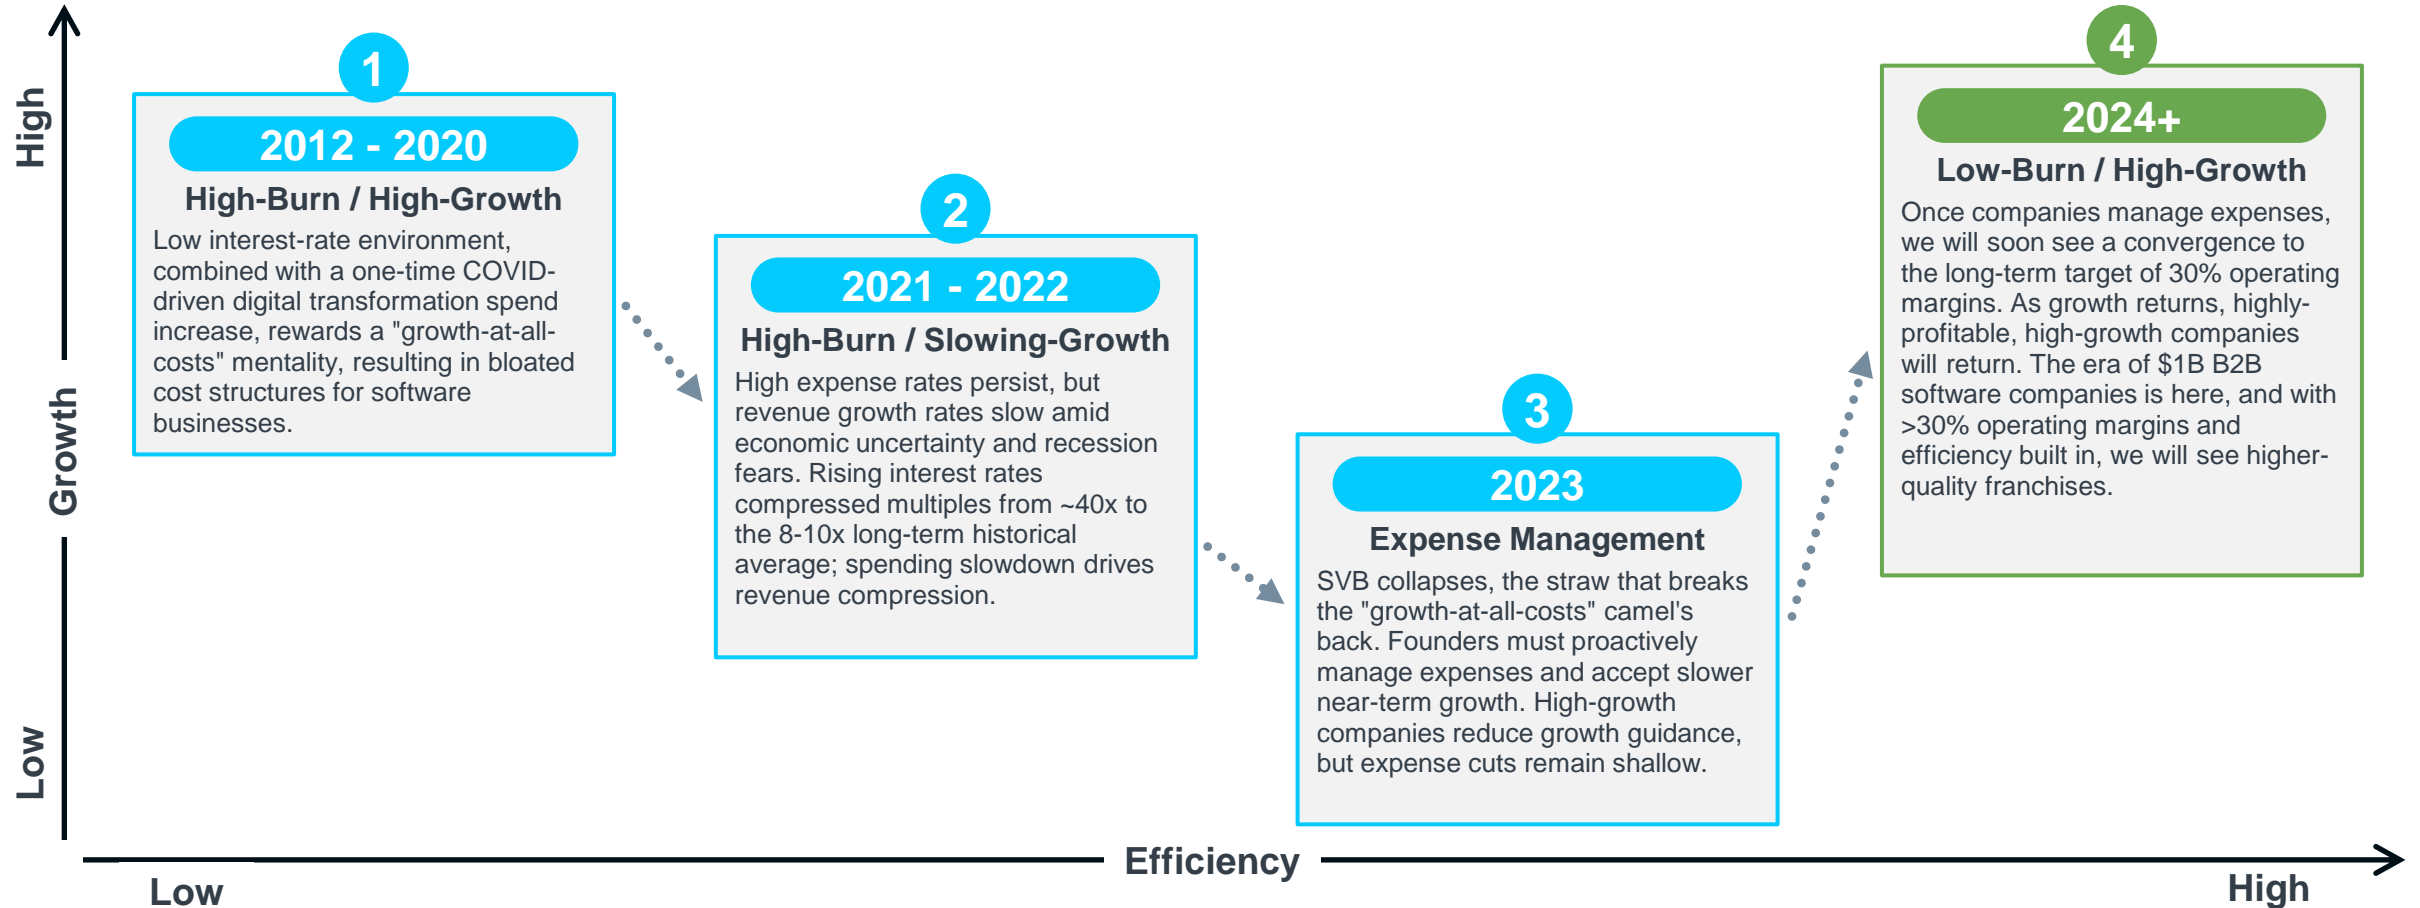 High
Growth
Low
1
2012 - 2020
High-Burn / High-Growth
Low interest-rate environment,
combined with a one-time COVID-
driven digital transformation spend
increase, rewards a "growth-at-all-
costs" mentality, resulting in bloated
cost structures for software
businesses.
2
2021 - 2022
High-Burn / Slowing-Growth
High expense rates persist, but
revenue growth rates slow amid
economic uncertainty and recession
fears. Rising interest rates
compressed multiples from ~40x to
the 8-10x long-term historical
average; spending slowdown drives
revenue compression.
3
2023
Expense Management
SVB collapses, the straw that breaks
the "growth-at-all-costs" camel's
back. Founders must proactively
manage expenses and accept slower
near-term growth. High-growth
companies reduce growth guidance,
but expense cuts remain shallow.
4
2024+
Low-Burn / High-Growth
Once companies manage expenses,
we will soon see a convergence to
the long-term target of 30% operating
margins. As growth returns, highly-
profitable, high-growth companies
will return. The era of $1B B2B
software companies is here, and with
>30% operating margins and
efficiency built in, we will see higher-
quality franchises.
Efficiency
Low
High